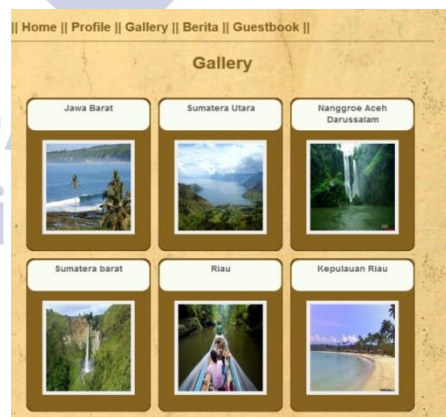 || Home || Profile || Gallery || Berita || Guestbook ||
Gallery
Jawa Barat
Sumatera Utara
Nanggroe Aceh
Darussalam
Sumatera barat
Riau
Kepulauan Riau